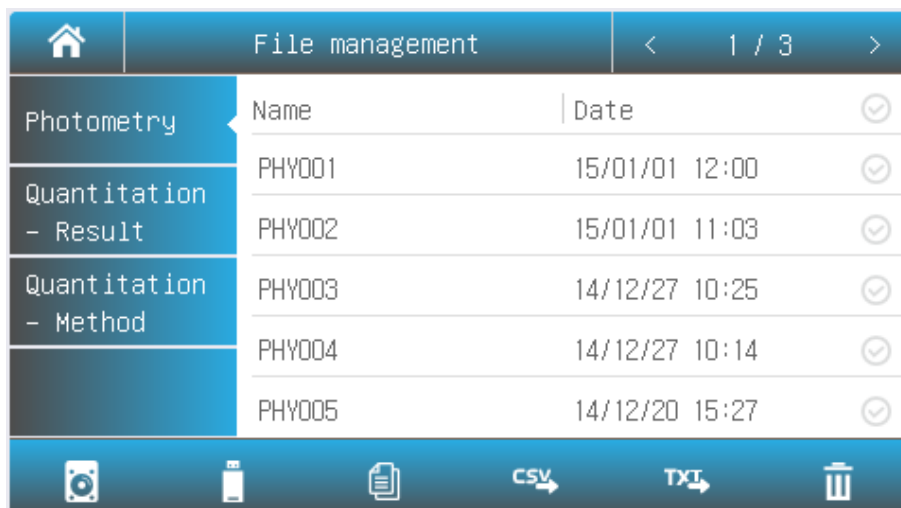 File management
< 1 / 3 >
Photometry
Quantitation
- Result
Quantitation
- Method
Name Date
PHY001 15/01/01 12:00
PHY002 15/01/01 11:03
PHY003 14/12/27 10:25
PHY004 14/12/27 10:14
PHY005 14/12/20 15:27
CSV TXT